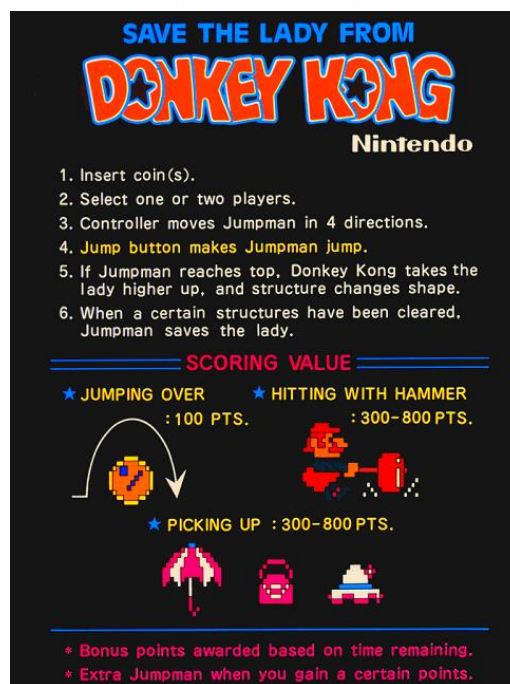 SAVE THE LADY FROM
DONKEY KONG
Nintendo
1. Insert coin(s).
2. Select one or two players.
3. Controller moves Jumpman in 4 directions.
4. Jump button makes Jumpman jump.
5. If Jumpman reaches top, Donkey Kong takes the
lady higher up, and structure changes shape.
6. When a certain structures have been cleared,
Jumpman saves the lady.
SCORING VALUE
★ JUMPING OVER
:100 PTS.
★ HITTING WITH HAMMER
:300-800 PTS.
★ PICKING UP :300-800 PTS.
* Bonus points awarded based on time remaining.
* Extra Jumpman when you gain a certain points.